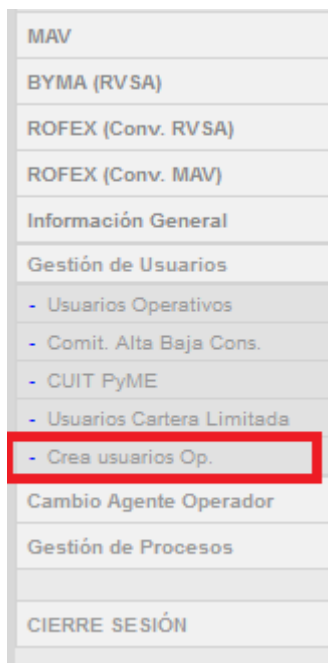 MAV
BYMA (RVSA)
ROFEX (Conv. RVSA)
ROFEX (Conv. MAV)
Información General
Gestión de Usuarios
- Usuarios Operativos
- Comit. Alta Baja Cons.
- CUIT PyME
- Usuarios Cartera Limitada
- Crea usuarios Op.
Cambio Agente Operador
Gestión de Procesos
CIERRE SESIÓN